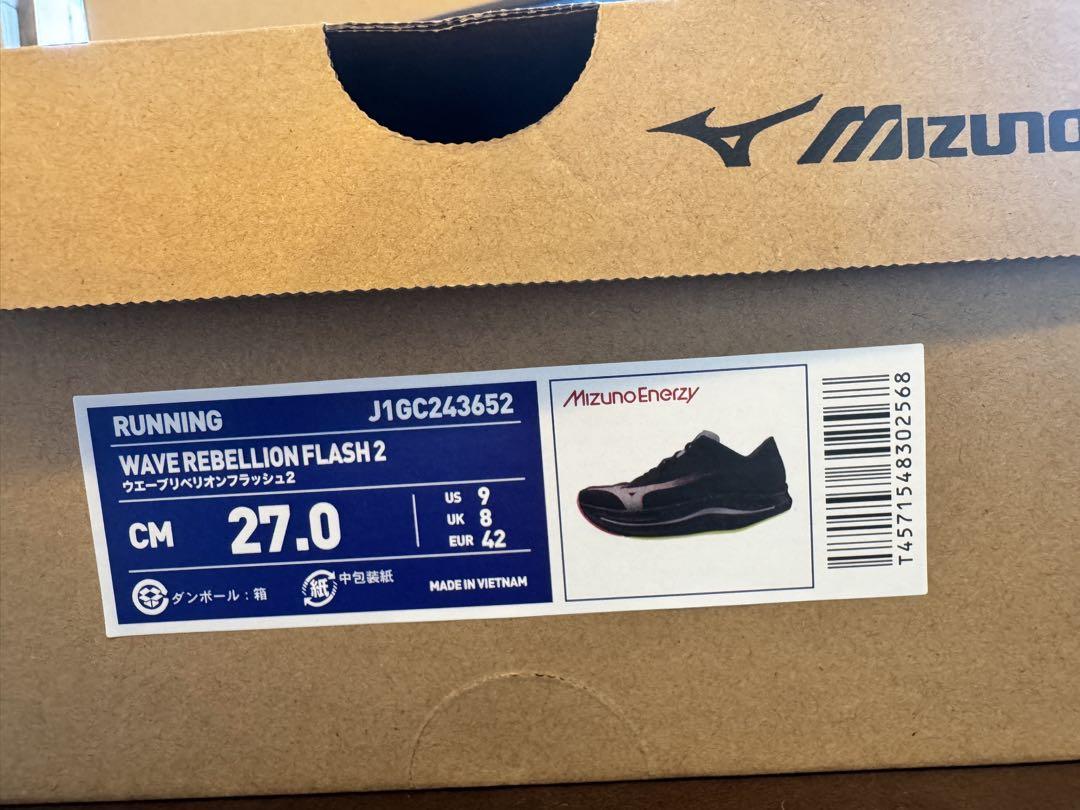 MIZUNO
RUNNING J1GC243652
WAVE REBELLION FLASH 2
ウエーブリベリオンフラッシュ2
CM 27.0
US 9
UK 8
EUR 42
ダンボール：箱
紙 中包装紙
MADE IN VIETNAM
MizunoEnerzy
T4571548302568